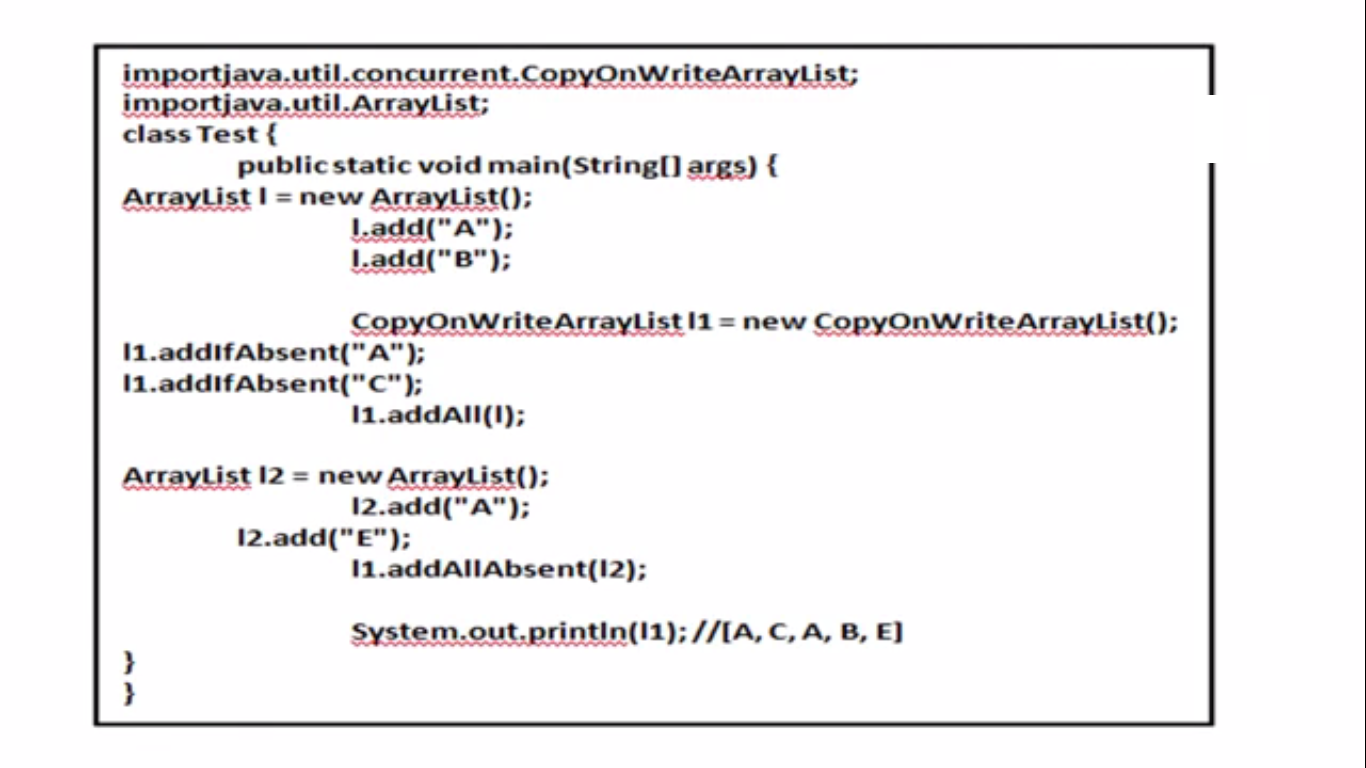 importjava.util.concurrent.CopyOnWriteArrayList;
importjava.util.ArrayList;
class Test {
public static void main(String[] args) {
ArrayList l = new ArrayList();
l.add("A");
l.add("B");
CopyOnWriteArrayList l1 = new CopyOnWriteArrayList();
l1.addIfAbsent("A");
l1.addIfAbsent("C");
l1.addAll(l);
ArrayList l2 = new ArrayList();
l2.add("A");
l2.add("E");
l1.addAllAbsent(l2);
System.out.println(l1); //[A, C, A, B, E]
}
}